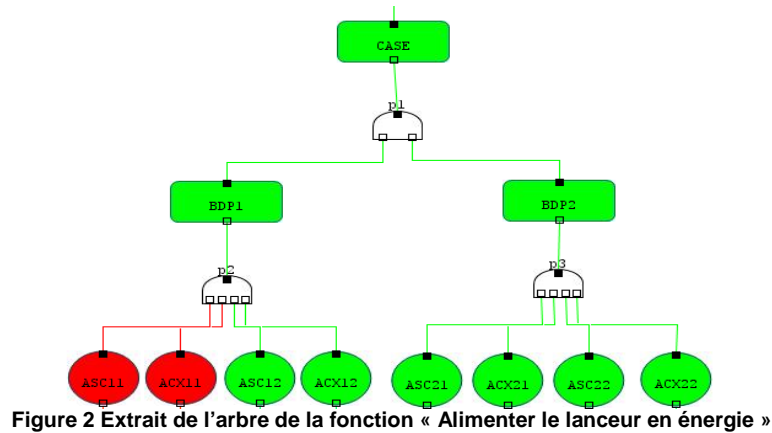 CASE
p1
BDP1 BDP2
p2 p3
ASC11 ACX11 ASC12 ACX12 ASC21 ACX21 ASC22 ACX22
Figure 2 Extrait de l’arbre de la fonction « Alimenter le lanceur en énergie »